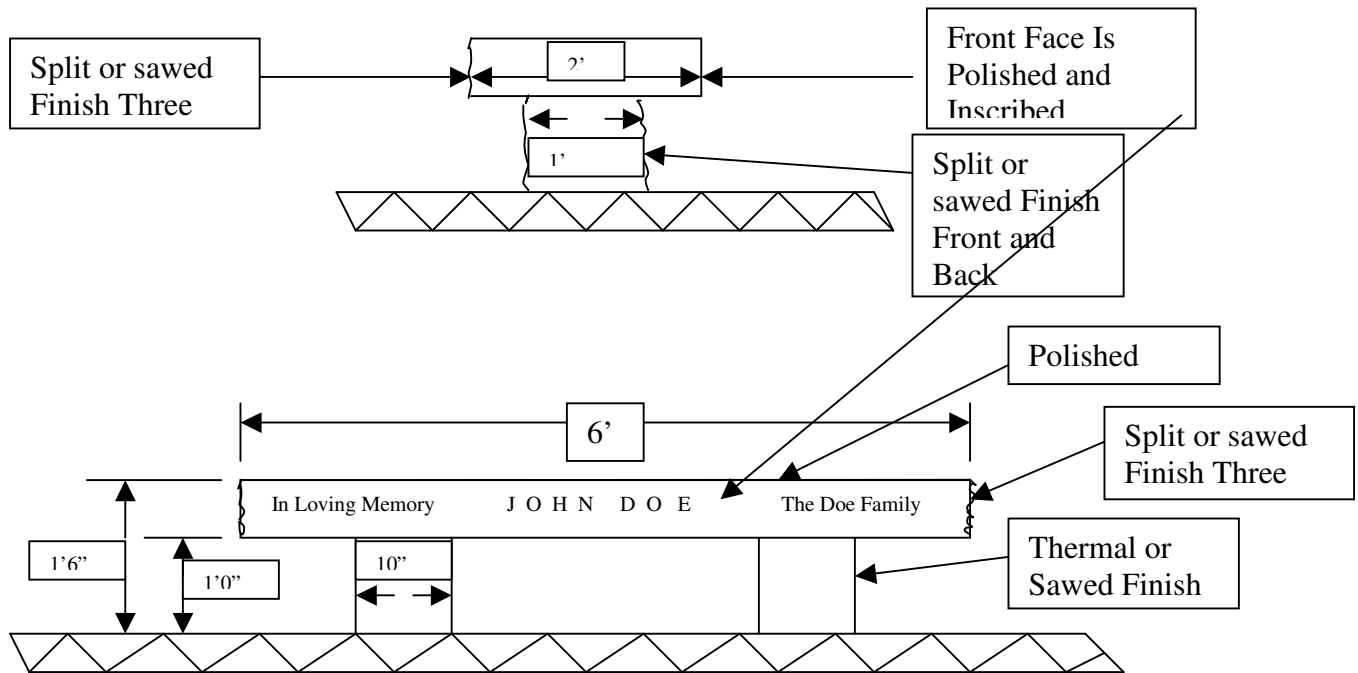 Split or sawed
Finish Three
2’
Front Face Is
Polished and
Inscribed
1’
Split or
sawed Finish
Front and
Back
Polished
6’
Split or sawed
Finish Three
In Loving Memory
JOHN DOE
The Doe Family
1’6”
1’0”
10”
Thermal or
Sawed Finish